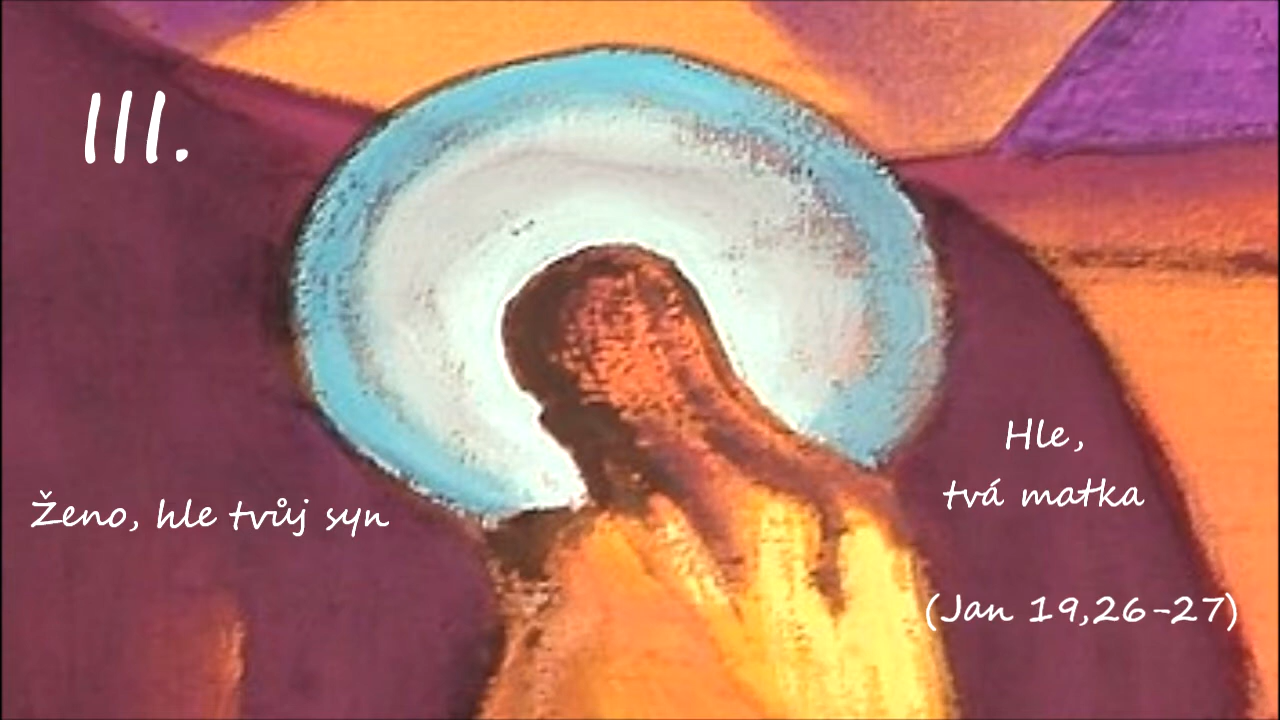 III.
Ženo, hle tvůj syn
Hle,
tvá matka
(Jan 19,26-27)